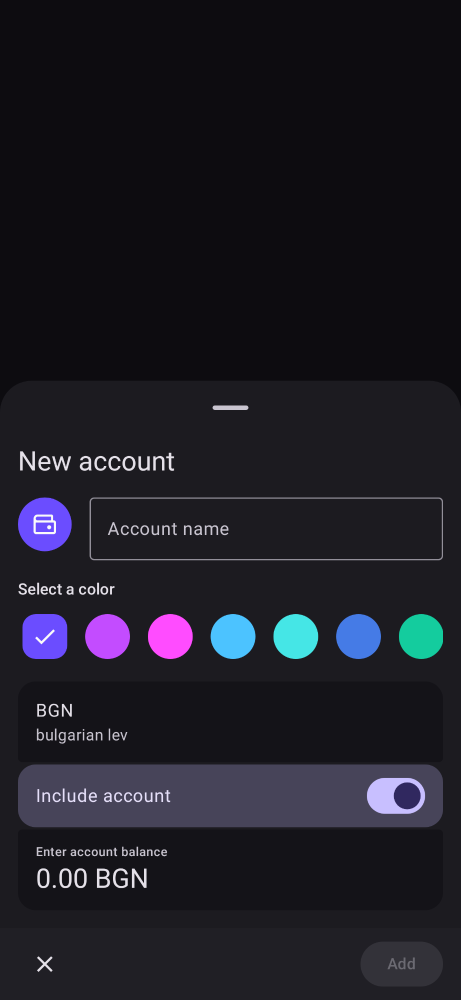 New account
Account name
Select a color
BGN
bulgarian lev
Include account
Enter account balance
0.00 BGN
Add